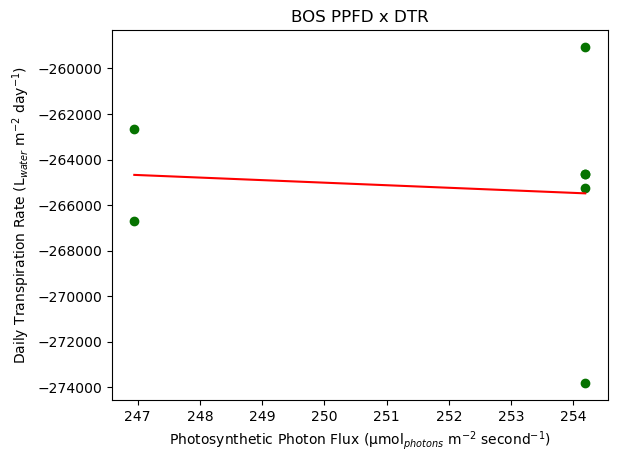 BOS PPFD x DTR
Daily Transpiration Rate (L_water m⁻² day⁻¹)
−260000
−262000
−264000
−266000
−268000
−270000
−272000
−274000
247 248 249 250 251 252 253 254
Photosynthetic Photon Flux (μmol_photons m⁻² second⁻¹)